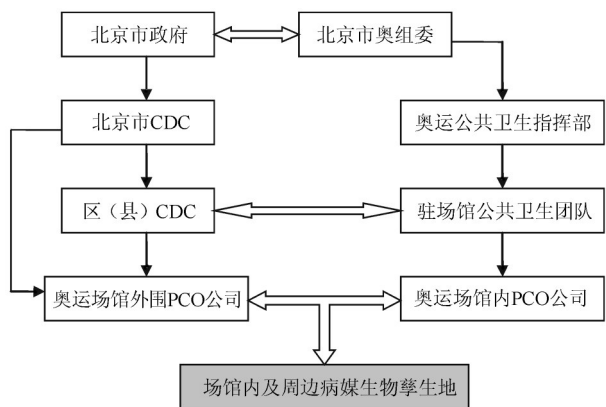 北京市政府
北京市奥组委
北京市CDC
奥运公共卫生指挥部
区（县）CDC
驻场馆公共卫生团队
奥运场馆外围PCO公司
奥运场馆内PCO公司
场馆内及周边病媒生物孳生地